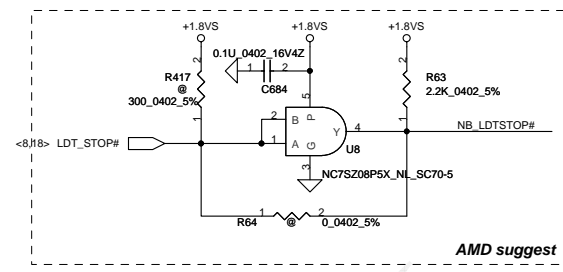 +1.8VS +1.8VS +1.8VS
0.1U_0402_16V4Z
1 2
C684
2
R417
@
300_0402_5%
1
2
R63
2.2K_0402_5%
1
5
P
2 B
1 A
Y 4
G
3
U8
<8,18> LDT_STOP#
NB_LDTSTOP#
NC7SZ08P5X_NL_SC70-5
1 2
R64 @ 0_0402_5%
AMD suggest